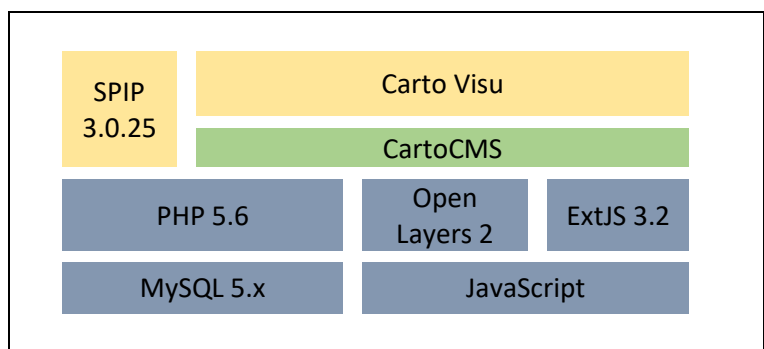 SPIP
3.0.25
Carto Visu
CartoCMS
PHP 5.6
Open
Layers 2
ExtJS 3.2
MySQL 5.x
JavaScript